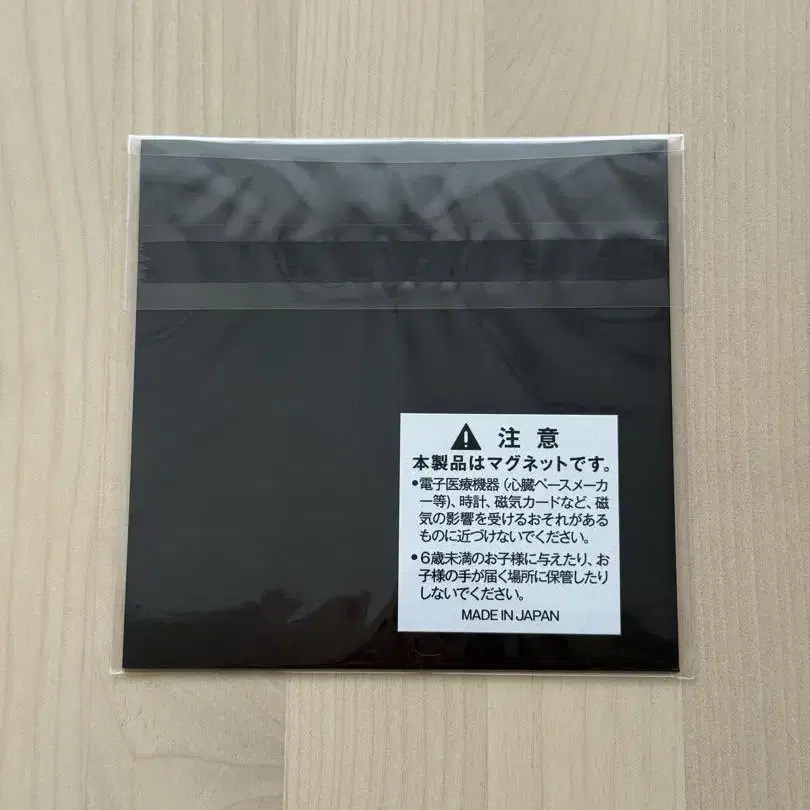 注意
本製品はマグネットです。
•電子医療機器(心臓ペースメーカ
ー等)、時計、磁気カードなど、磁
気の影響を受けるおそれがある
ものに近づけないでください。
•6歳未満のお子様に与えたり、お
子様の手が届く場所に保管したり
しないでください。
MADE IN JAPAN